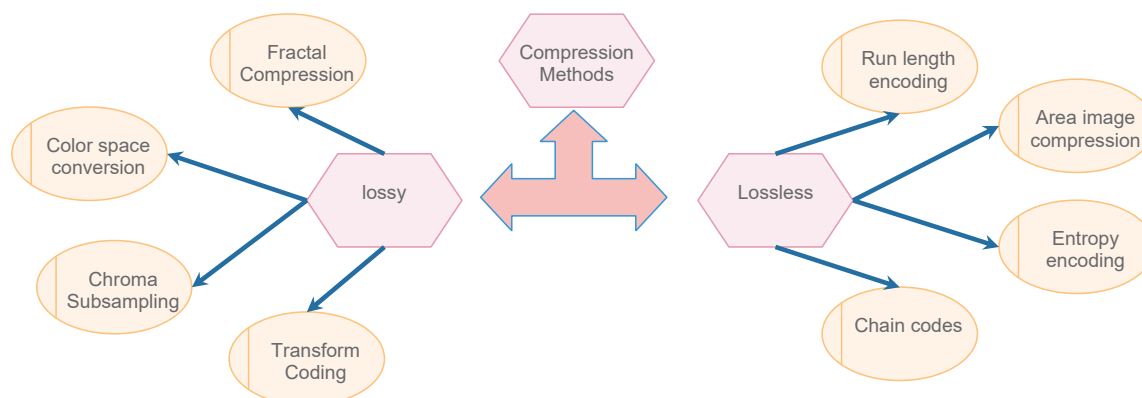 Fractal
Compression
Compression
Methods
Run length
encoding
Color space
conversion
Area image
compression
lossy
Lossless
Chroma
Subsampling
Entropy
encoding
Transform
Coding
Chain codes